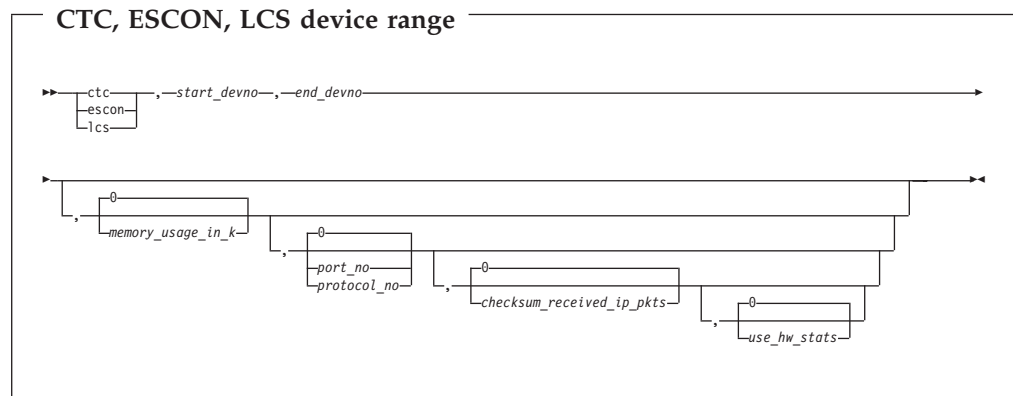 CTC, ESCON, LCS device range
ctc , start_devno , end_devno
escon
lcs
0
, memory_usage_in_k
0
, port_no
protocol_no
0
, checksum_received_ip_pkts
0
, use_hw_stats